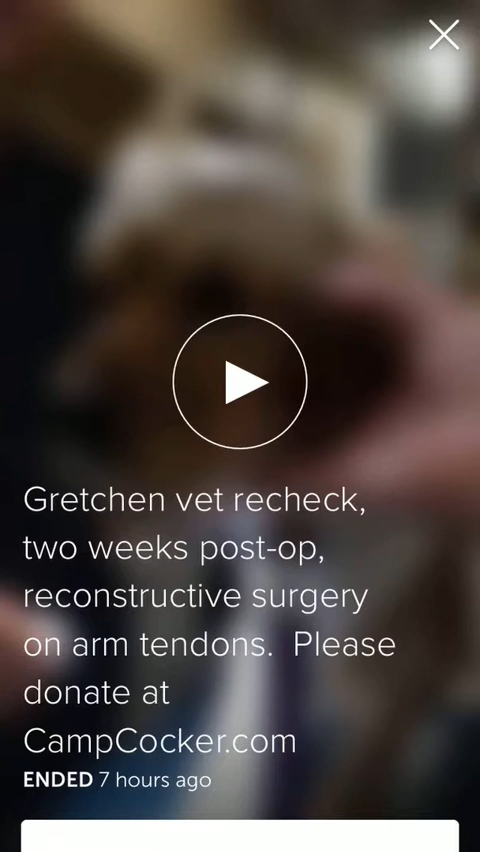 Gretchen vet recheck,
two weeks post-op,
reconstructive surgery
on arm tendons.  Please
donate at
CampCocker.com
ENDED 7 hours ago